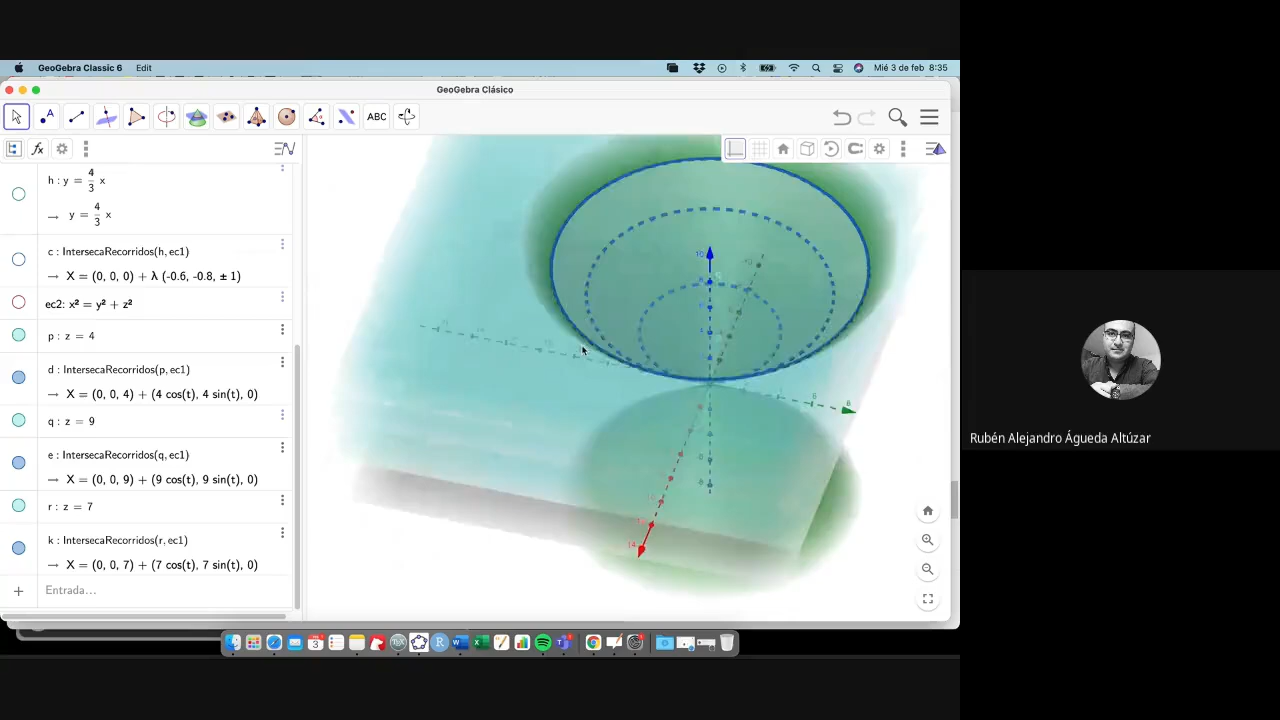 GeoGebra Classic 6 Edit
Mié 3 de feb 8:35
GeoGebra Clásico
ABC
h : y = 4/3 x
→ y = 4/3 x
c : IntersecaRecorridos(h, ec1)
→ X = (0, 0, 0) + λ (-0.6, -0.8, ± 1)
ec2: x² = y² + z²
p : z = 4
d : IntersecaRecorridos(p, ec1)
→ X = (0, 0, 4) + (4 cos(t), 4 sin(t), 0)
q : z = 9
e : IntersecaRecorridos(q, ec1)
→ X = (0, 0, 9) + (9 cos(t), 9 sin(t), 0)
r : z = 7
k : IntersecaRecorridos(r, ec1)
→ X = (0, 0, 7) + (7 cos(t), 7 sin(t), 0)
Entrada…
10
14
Rubén Alejandro Águeda Altúzar